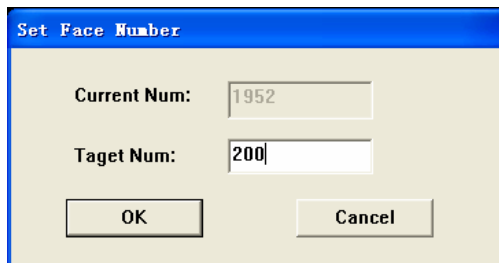 Set Face Number
Current Num: 1952
Taget Num: 200
OK Cancel